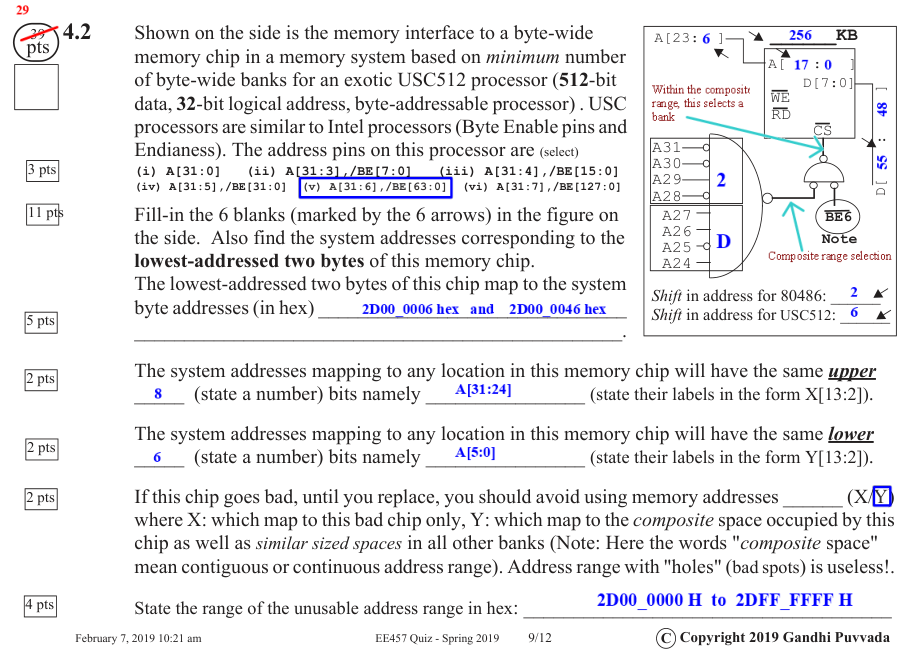 29
39
pts
4.2
Shown on the side is the memory interface to a byte-wide
memory chip in a memory system based on minimum number
of byte-wide banks for an exotic USC512 processor (512-bit
data, 32-bit logical address, byte-addressable processor) . USC
processors are similar to Intel processors (Byte Enable pins and
Endianess). The address pins on this processor are (select)
3 pts
(i) A[31:0] (ii) A[31:3],/BE[7:0] (iii) A[31:4],/BE[15:0]
(iv) A[31:5],/BE[31:0] (v) A[31:6],/BE[63:0] (vi) A[31:7],/BE[127:0]
11 pts
Fill-in the 6 blanks (marked by the 6 arrows) in the figure on
the side. Also find the system addresses corresponding to the
lowest-addressed two bytes of this memory chip.
The lowest-addressed two bytes of this chip map to the system
5 pts
byte addresses (in hex) 2D00_0006 hex and 2D00_0046 hex
.
A[23: 6 ]
256 KB
A[ 17 : 0 ]
D[7:0]
Within the composite
range, this selects a
bank
WE
RD
CS
D[ 55 : 48 ]
A31
A30
A29
A28
2
A27
A26
A25
A24
D
BE6
Note
Composite range selection
Shift in address for 80486: 2
Shift in address for USC512: 6
2 pts
The system addresses mapping to any location in this memory chip will have the same upper
8 (state a number) bits namely A[31:24] (state their labels in the form X[13:2]).
2 pts
The system addresses mapping to any location in this memory chip will have the same lower
6 (state a number) bits namely A[5:0] (state their labels in the form Y[13:2]).
2 pts
If this chip goes bad, until you replace, you should avoid using memory addresses ______ (X/Y)
where X: which map to this bad chip only, Y: which map to the composite space occupied by this
chip as well as similar sized spaces in all other banks (Note: Here the words "composite space"
mean contiguous or continuous address range). Address range with "holes" (bad spots) is useless!.
4 pts
State the range of the unusable address range in hex: 2D00_0000 H to 2DFF_FFFF H
February 7, 2019 10:21 am EE457 Quiz - Spring 2019 9/12 © Copyright 2019 Gandhi Puvvada